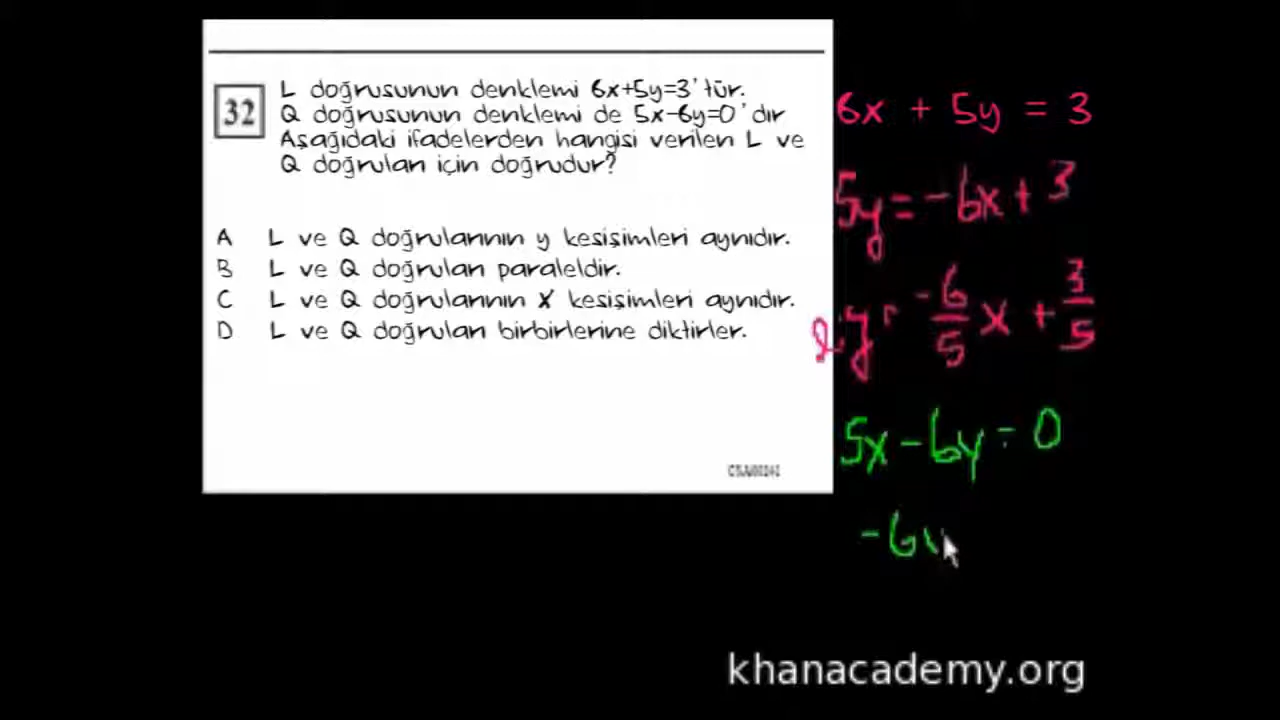 32
L doğrusunun denklemi 6x+5y=3'tür.
Q doğrusunun denklemi de 5x-6y=0'dır
Aşağıdaki ifadelerden hangisi verilen L ve
Q doğruları için doğrudur?
A L ve Q doğrularının y kesişimleri aynıdır.
B L ve Q doğruları paraleldir.
C L ve Q doğrularının X kesişimleri aynıdır.
D L ve Q doğruları birbirlerine diktirler.
6x + 5y = 3
5y = -6x + 3
y = -6/5 x + 3/5
5x - 6y = 0
-6
khanacademy.org